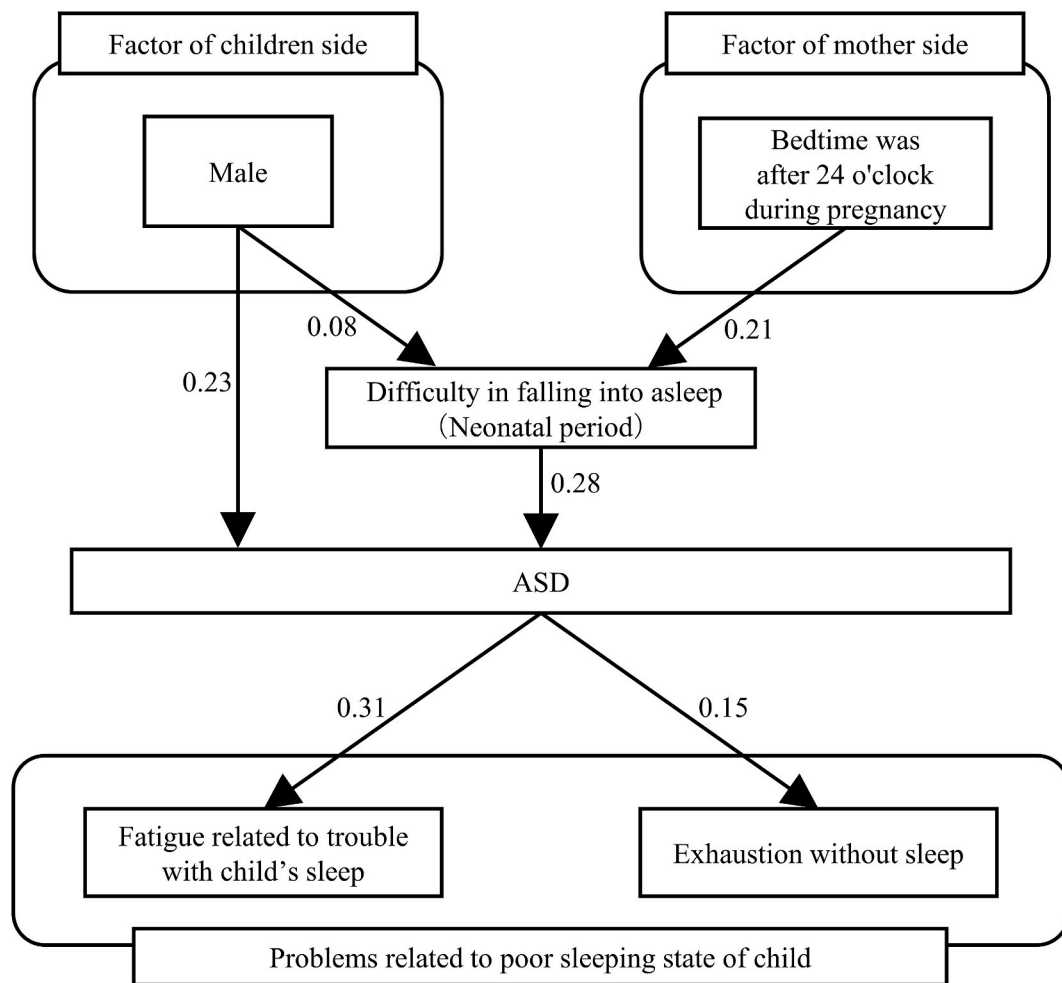 Factor of children side
Factor of mother side
Male
Bedtime was
after 24 o'clock
during pregnancy
0.08
0.21
0.23
Difficulty in falling into asleep
（Neonatal period）
0.28
ASD
0.31
0.15
Fatigue related to trouble
with child’s sleep
Exhaustion without sleep
Problems related to poor sleeping state of child